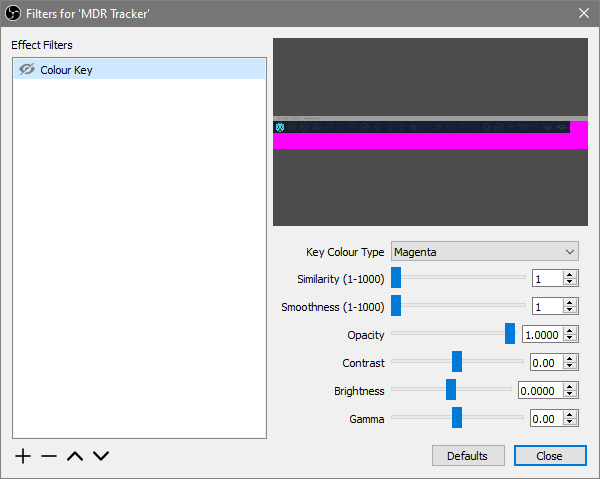 Filters for 'MDR Tracker'
Effect Filters
Colour Key
Key Colour Type
Magenta
Similarity (1-1000)
1
Smoothness (1-1000)
1
Opacity
1.0000
Contrast
0.00
Brightness
0.0000
Gamma
0.00
Defaults
Close